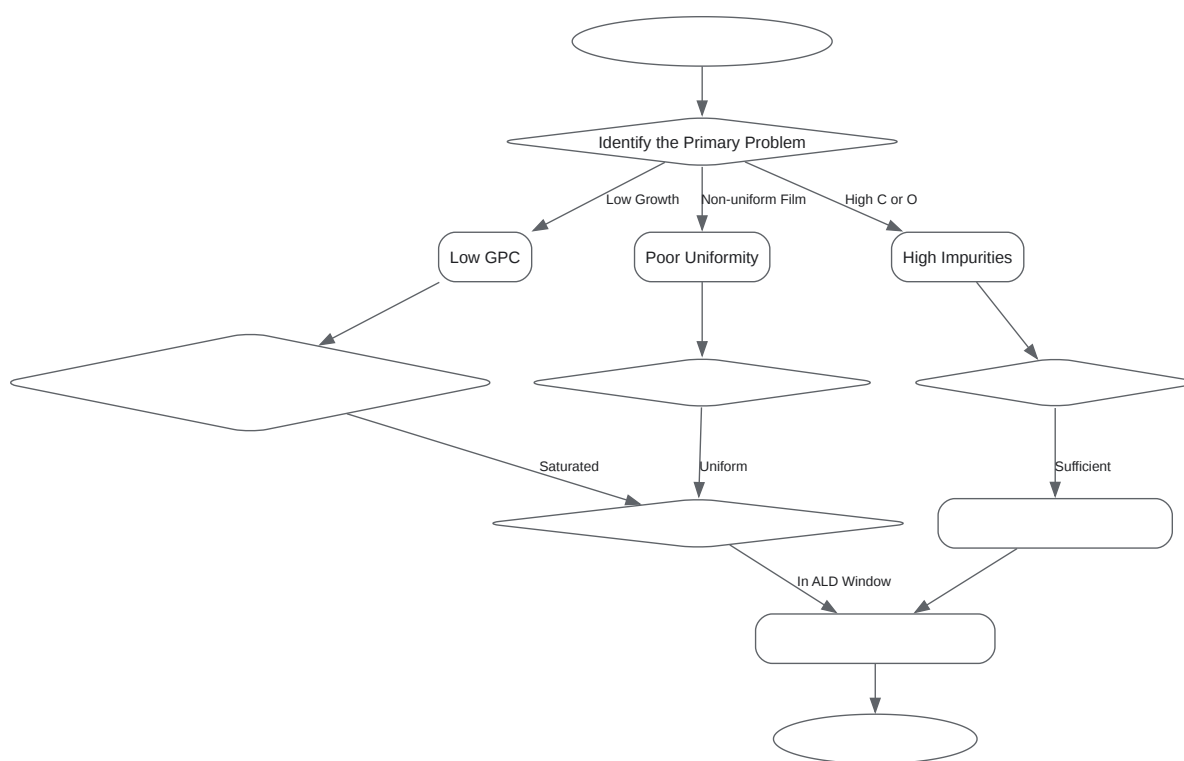 Identify the Primary Problem
Low Growth
Non-uniform Film
High C or O
Low GPC
Poor Uniformity
High Impurities
Saturated
Uniform
Sufficient
In ALD Window